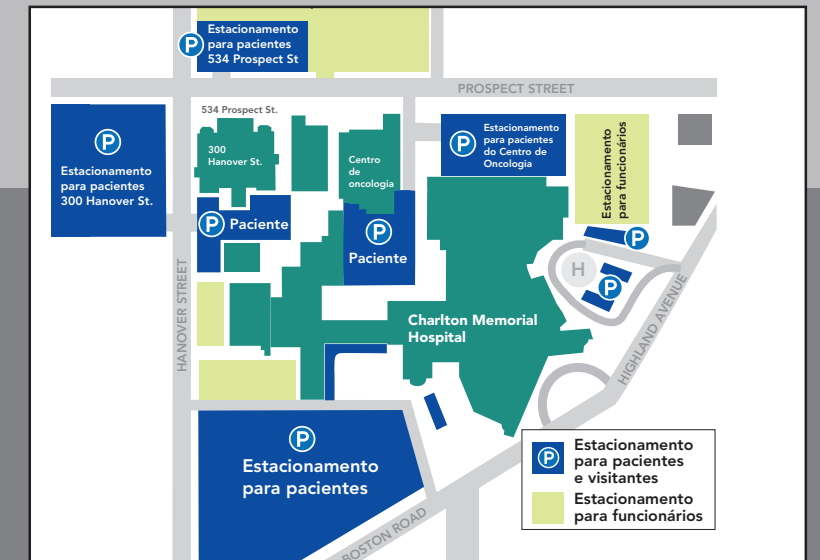 P
Estacionamento
para pacientes
534 Prospect St
PROSPECT STREET
P
Estacionamento
para pacientes
300 Hanover St.
534 Prospect St.
300
Hanover St.
Centro
de
oncologia
P
Estacionamento
para pacientes
do Centro de
Oncologia
Estacionamento
para funcionários
P Paciente
P
Paciente
P
H
P
HANOVER STREET
Charlton Memorial
Hospital
HIGHLAND AVENUE
P
Estacionamento
para pacientes
BOSTON ROAD
P
Estacionamento
para pacientes
e visitantes
Estacionamento
para funcionários